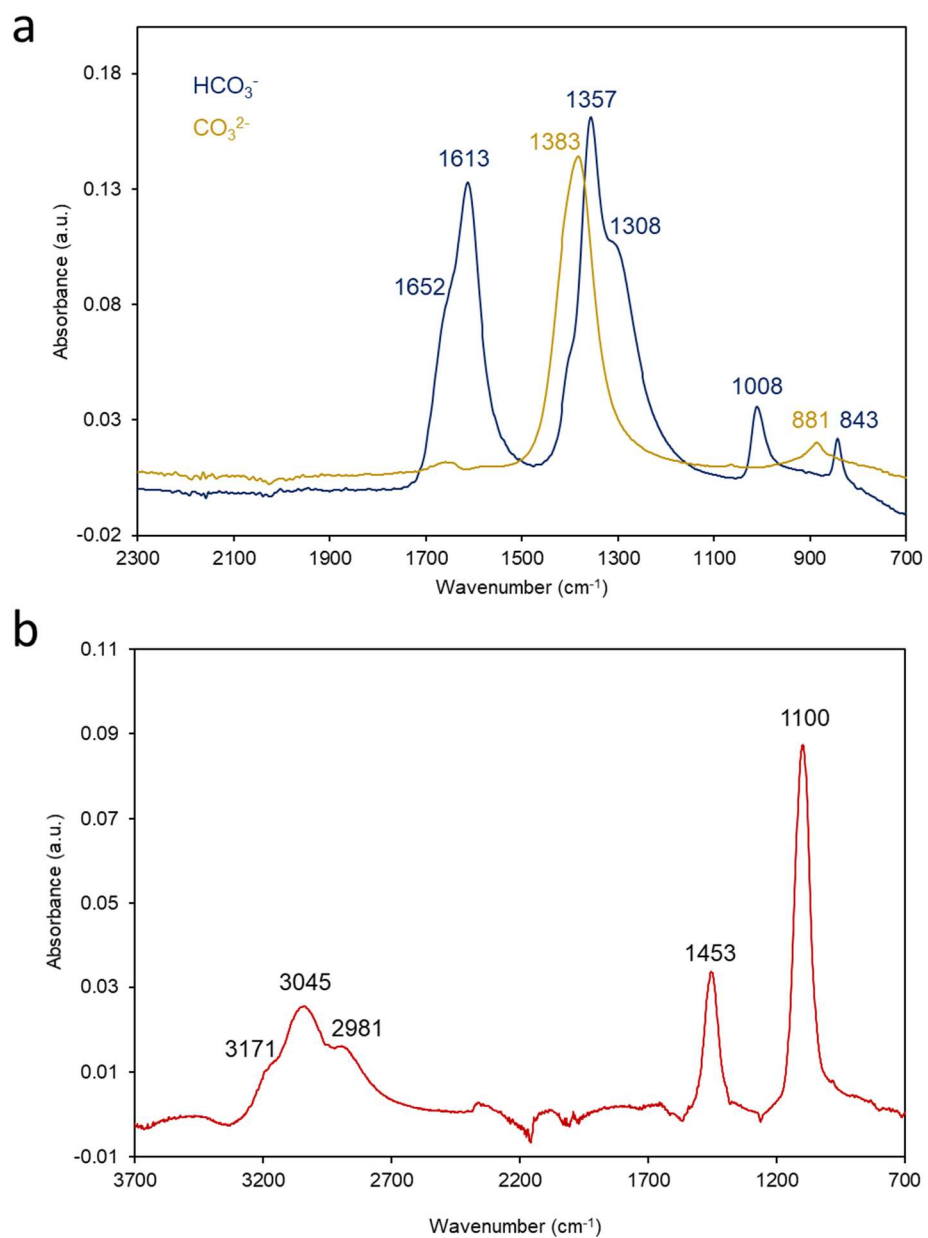 a
0.18
0.13
0.08
0.03
-0.02
Absorbance (a.u.)
HCO₃⁻
CO₃²⁻
1652
1613
1383
1357
1308
1008
881
843
2300 2100 1900 1700 1500 1300 1100 900 700
Wavenumber (cm⁻¹)
b
0.11
0.09
0.07
0.05
0.03
0.01
-0.01
Absorbance (a.u.)
3171
3045
2981
1453
1100
3700 3200 2700 2200 1700 1200 700
Wavenumber (cm⁻¹)